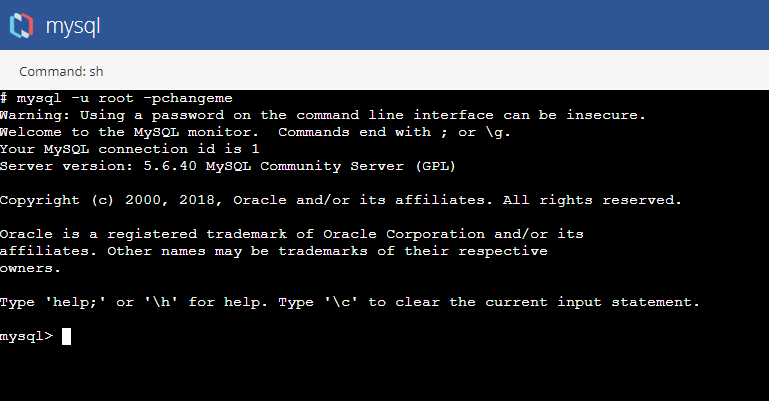 mysql
Command: sh
# mysql -u root -pchangeme
Warning: Using a password on the command line interface can be insecure.
Welcome to the MySQL monitor.  Commands end with ; or \g.
Your MySQL connection id is 1
Server version: 5.6.40 MySQL Community Server (GPL)
Copyright (c) 2000, 2018, Oracle and/or its affiliates. All rights reserved.
Oracle is a registered trademark of Oracle Corporation and/or its
affiliates. Other names may be trademarks of their respective
owners.
Type 'help;' or '\h' for help. Type '\c' to clear the current input statement.
mysql>